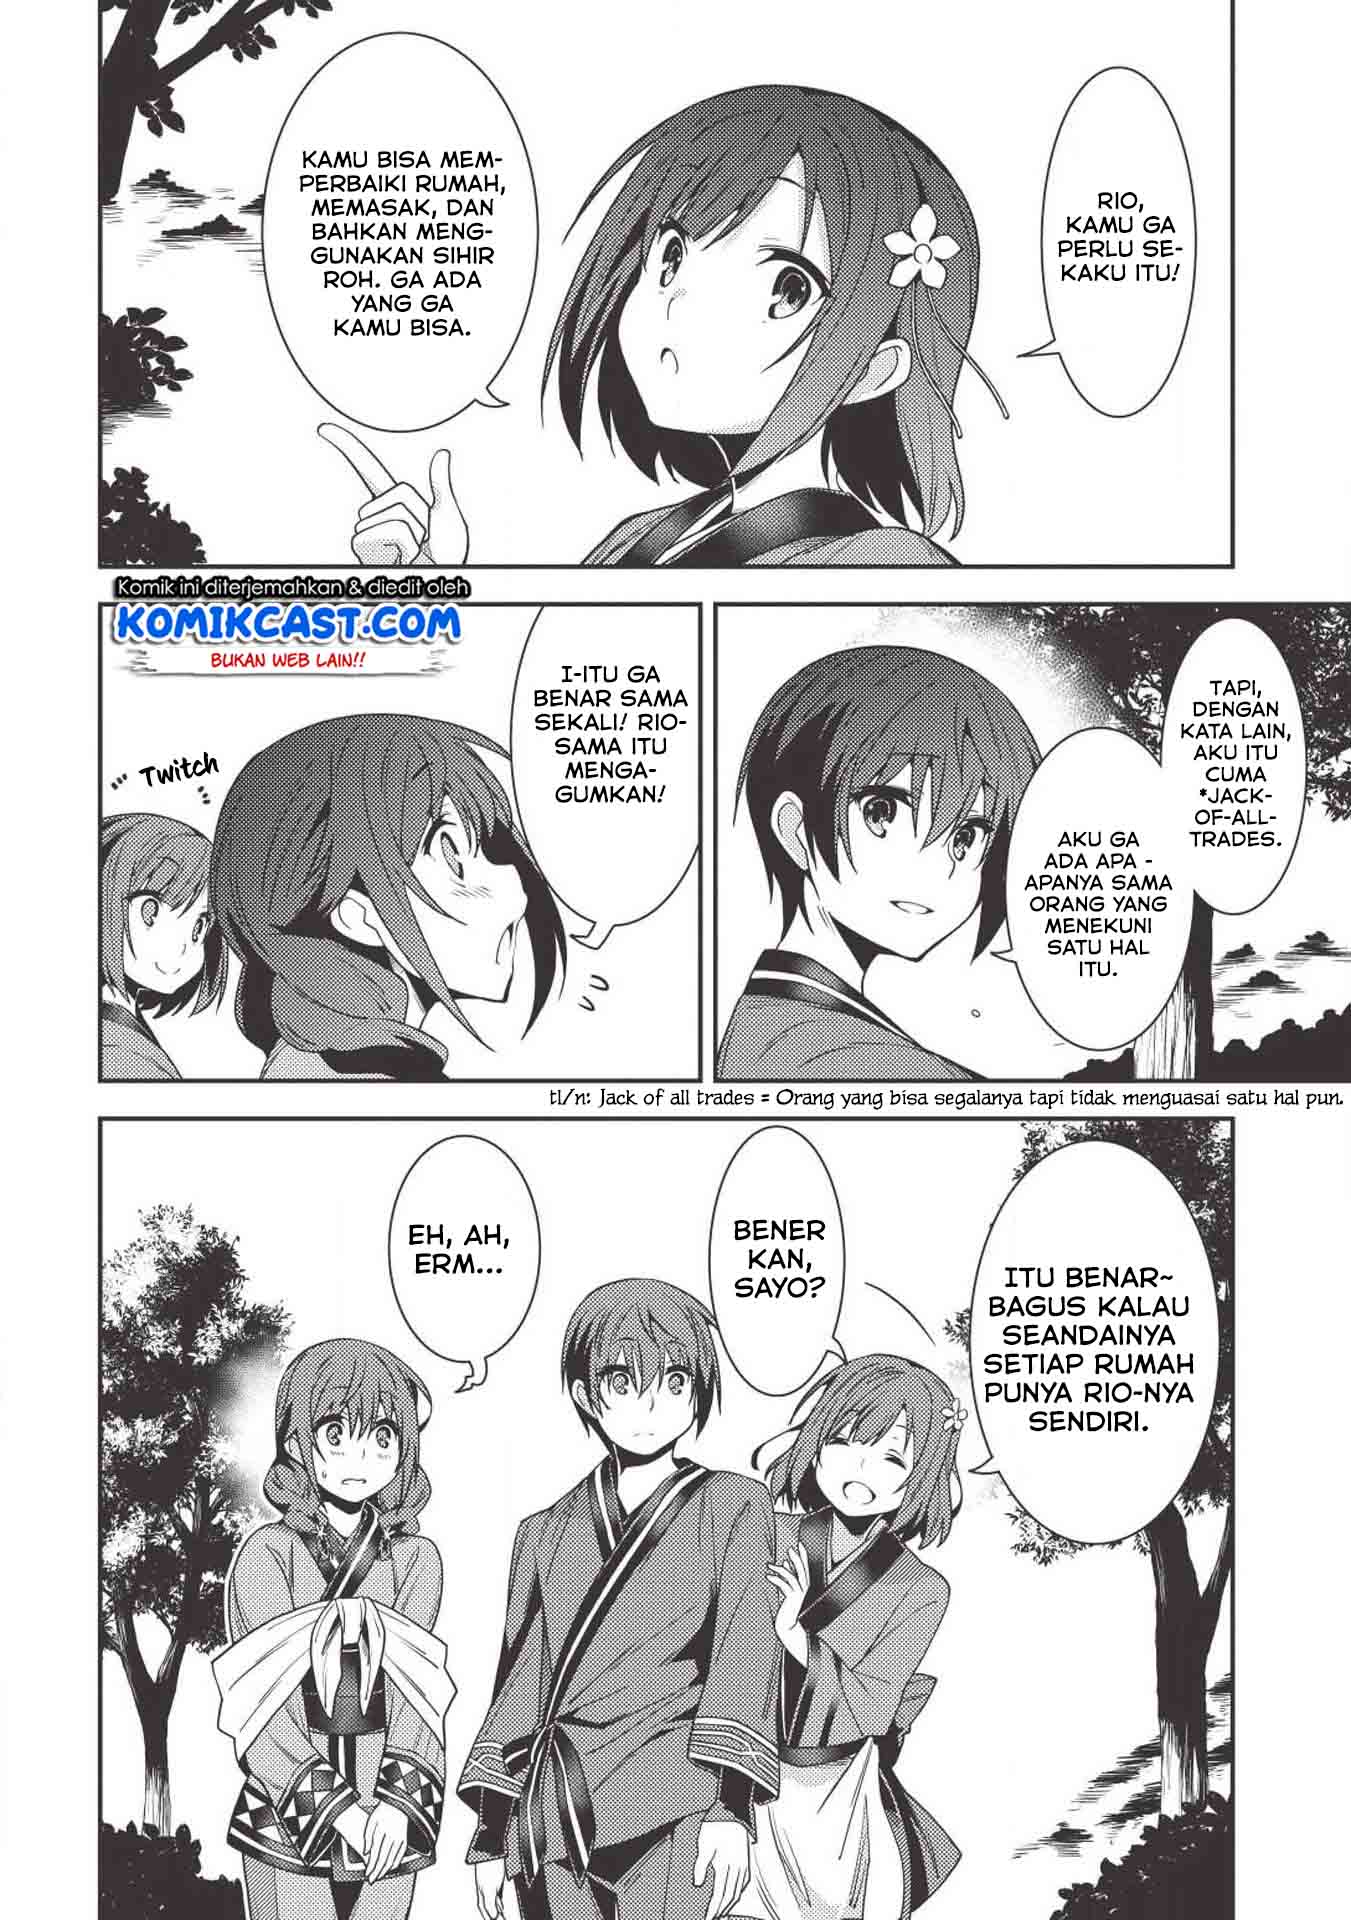 RIO,
KAMU GA
PERLU SE-
KAKU ITU!
KAMU BISA MEM-
PERBAIKI RUMAH,
MEMASAK, DAN
BAHKAN MENG-
GUNAKAN SIHIR
ROH. GA ADA
YANG GA
KAMU BISA.
Komik ini diterjemahkan & diedit oleh
KOMIKCAST.COM
BUKAN WEB LAIN!!
TAPI,
DENGAN
KATA LAIN,
AKU ITU
CUMA
*JACK-
OF-ALL-
TRADES.
AKU GA
ADA APA -
APANYA SAMA
ORANG YANG
MENEKUNI
SATU HAL
ITU.
I-ITU GA
BENAR SAMA
SEKALI! RIO-
SAMA ITU
MENGA-
GUMKAN!
Twitch
tl/n: Jack of all trades = Orang yang bisa segalanya tapi tidak menguasai satu hal pun.
ITU BENAR~
BAGUS KALAU
SEANDAINYA
SETIAP RUMAH
PUNYA RIO-NYA
SENDIRI.
BENER
KAN,
SAYO?
EH, AH,
ERM...